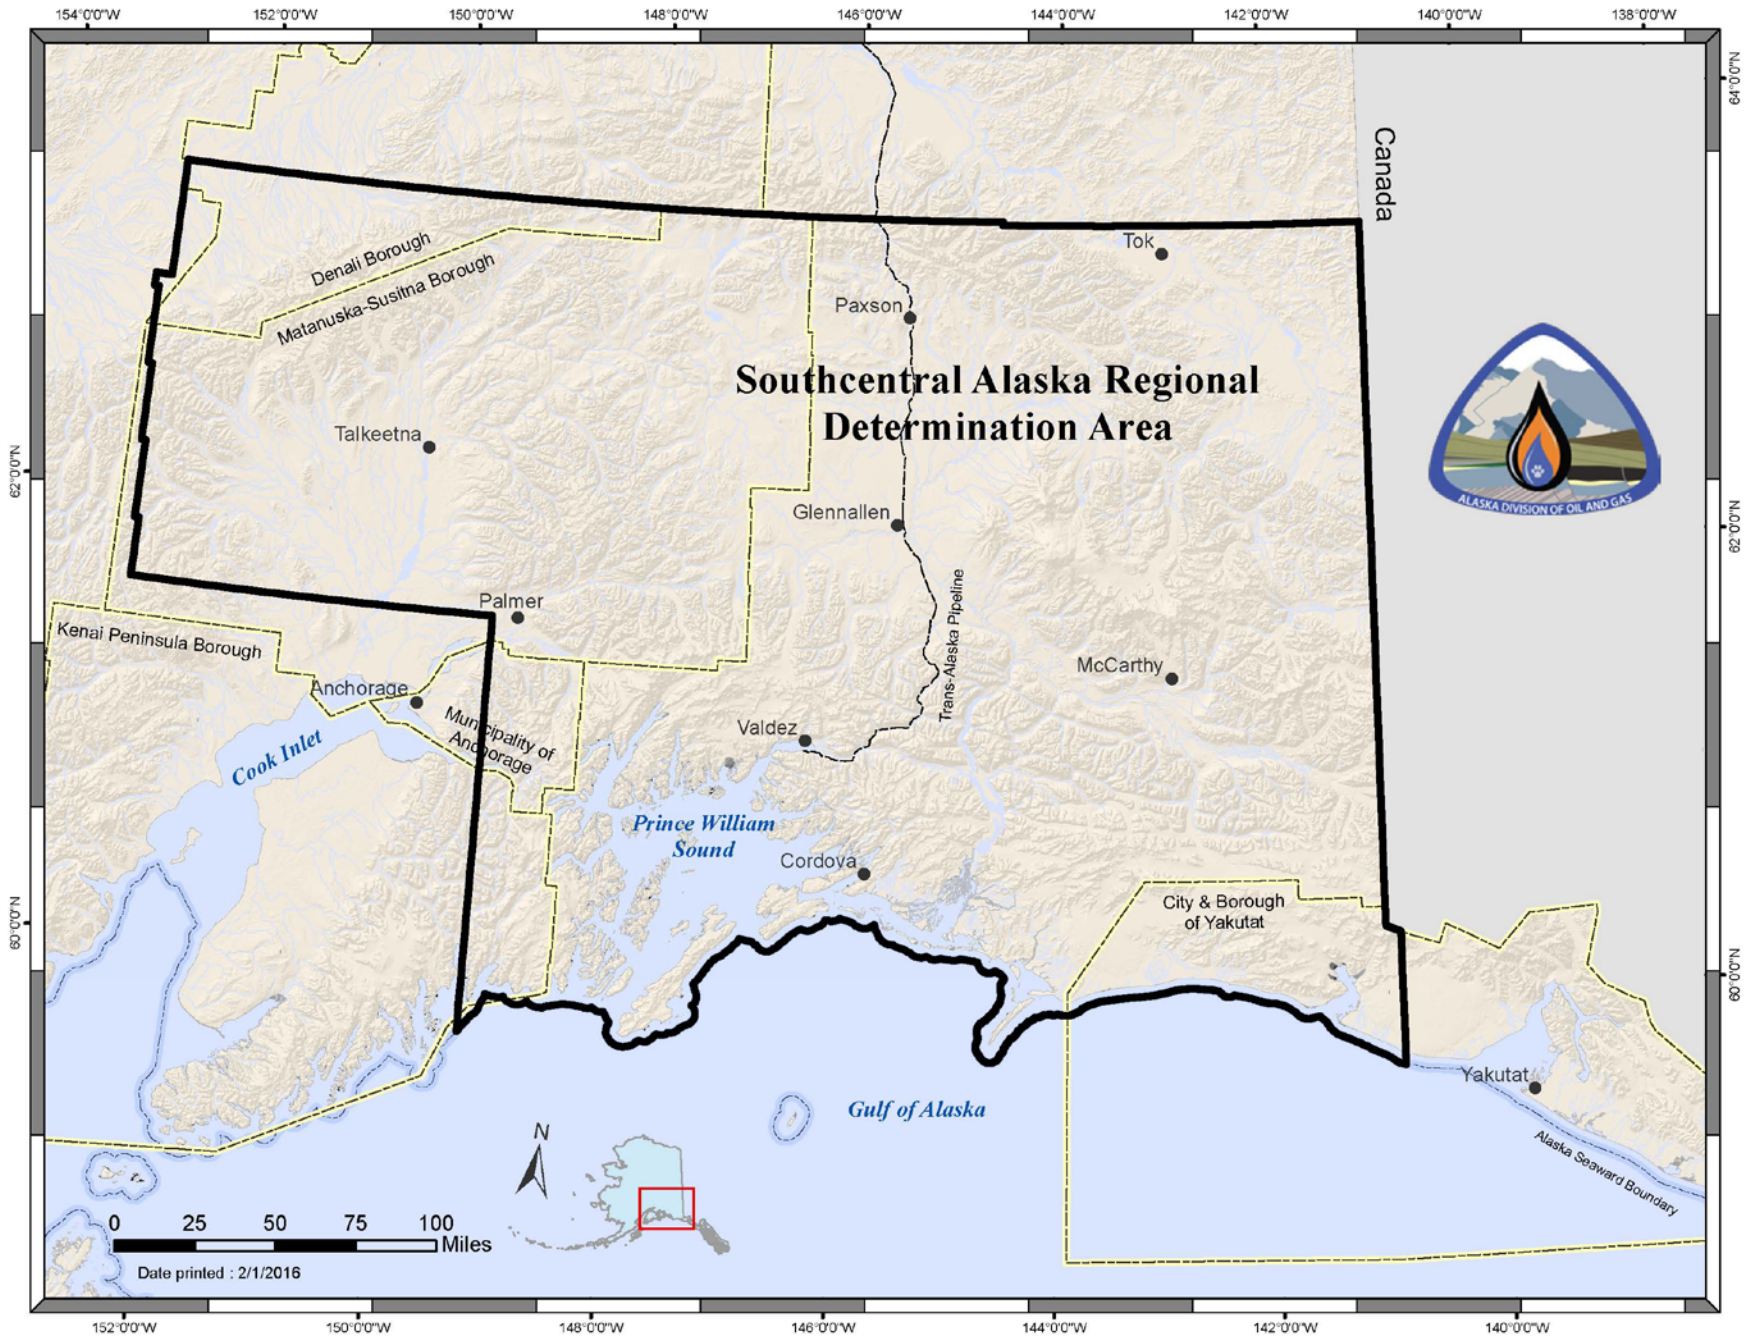 154°0'0"W
152°0'0"W
150°0'0"W
148°0'0"W
146°0'0"W
144°0'0"W
142°0'0"W
140°0'0"W
138°0'0"W
64°0'0"N
Canada
Tok
Denali Borough
Matanuska-Susitna Borough
Paxson
Southcentral Alaska Regional
Determination Area
Talkeetna
62°0'0"N
62°0'0"N
ALASKA DIVISION OF OIL AND GAS
Glennallen
Trans-Alaska Pipeline
Palmer
Kenai Peninsula Borough
McCarthy
Anchorage
Municipality of
Anchorage
Valdez
Cook Inlet
Prince William
Sound
Cordova
City & Borough
of Yakutat
60°0'0"N
60°0'0"N
Yakutat
Gulf of Alaska
Alaska Seaward Boundary
N
0 25 50 75 100
Miles
Date printed : 2/1/2016
152°0'0"W
150°0'0"W
148°0'0"W
146°0'0"W
144°0'0"W
142°0'0"W
140°0'0"W